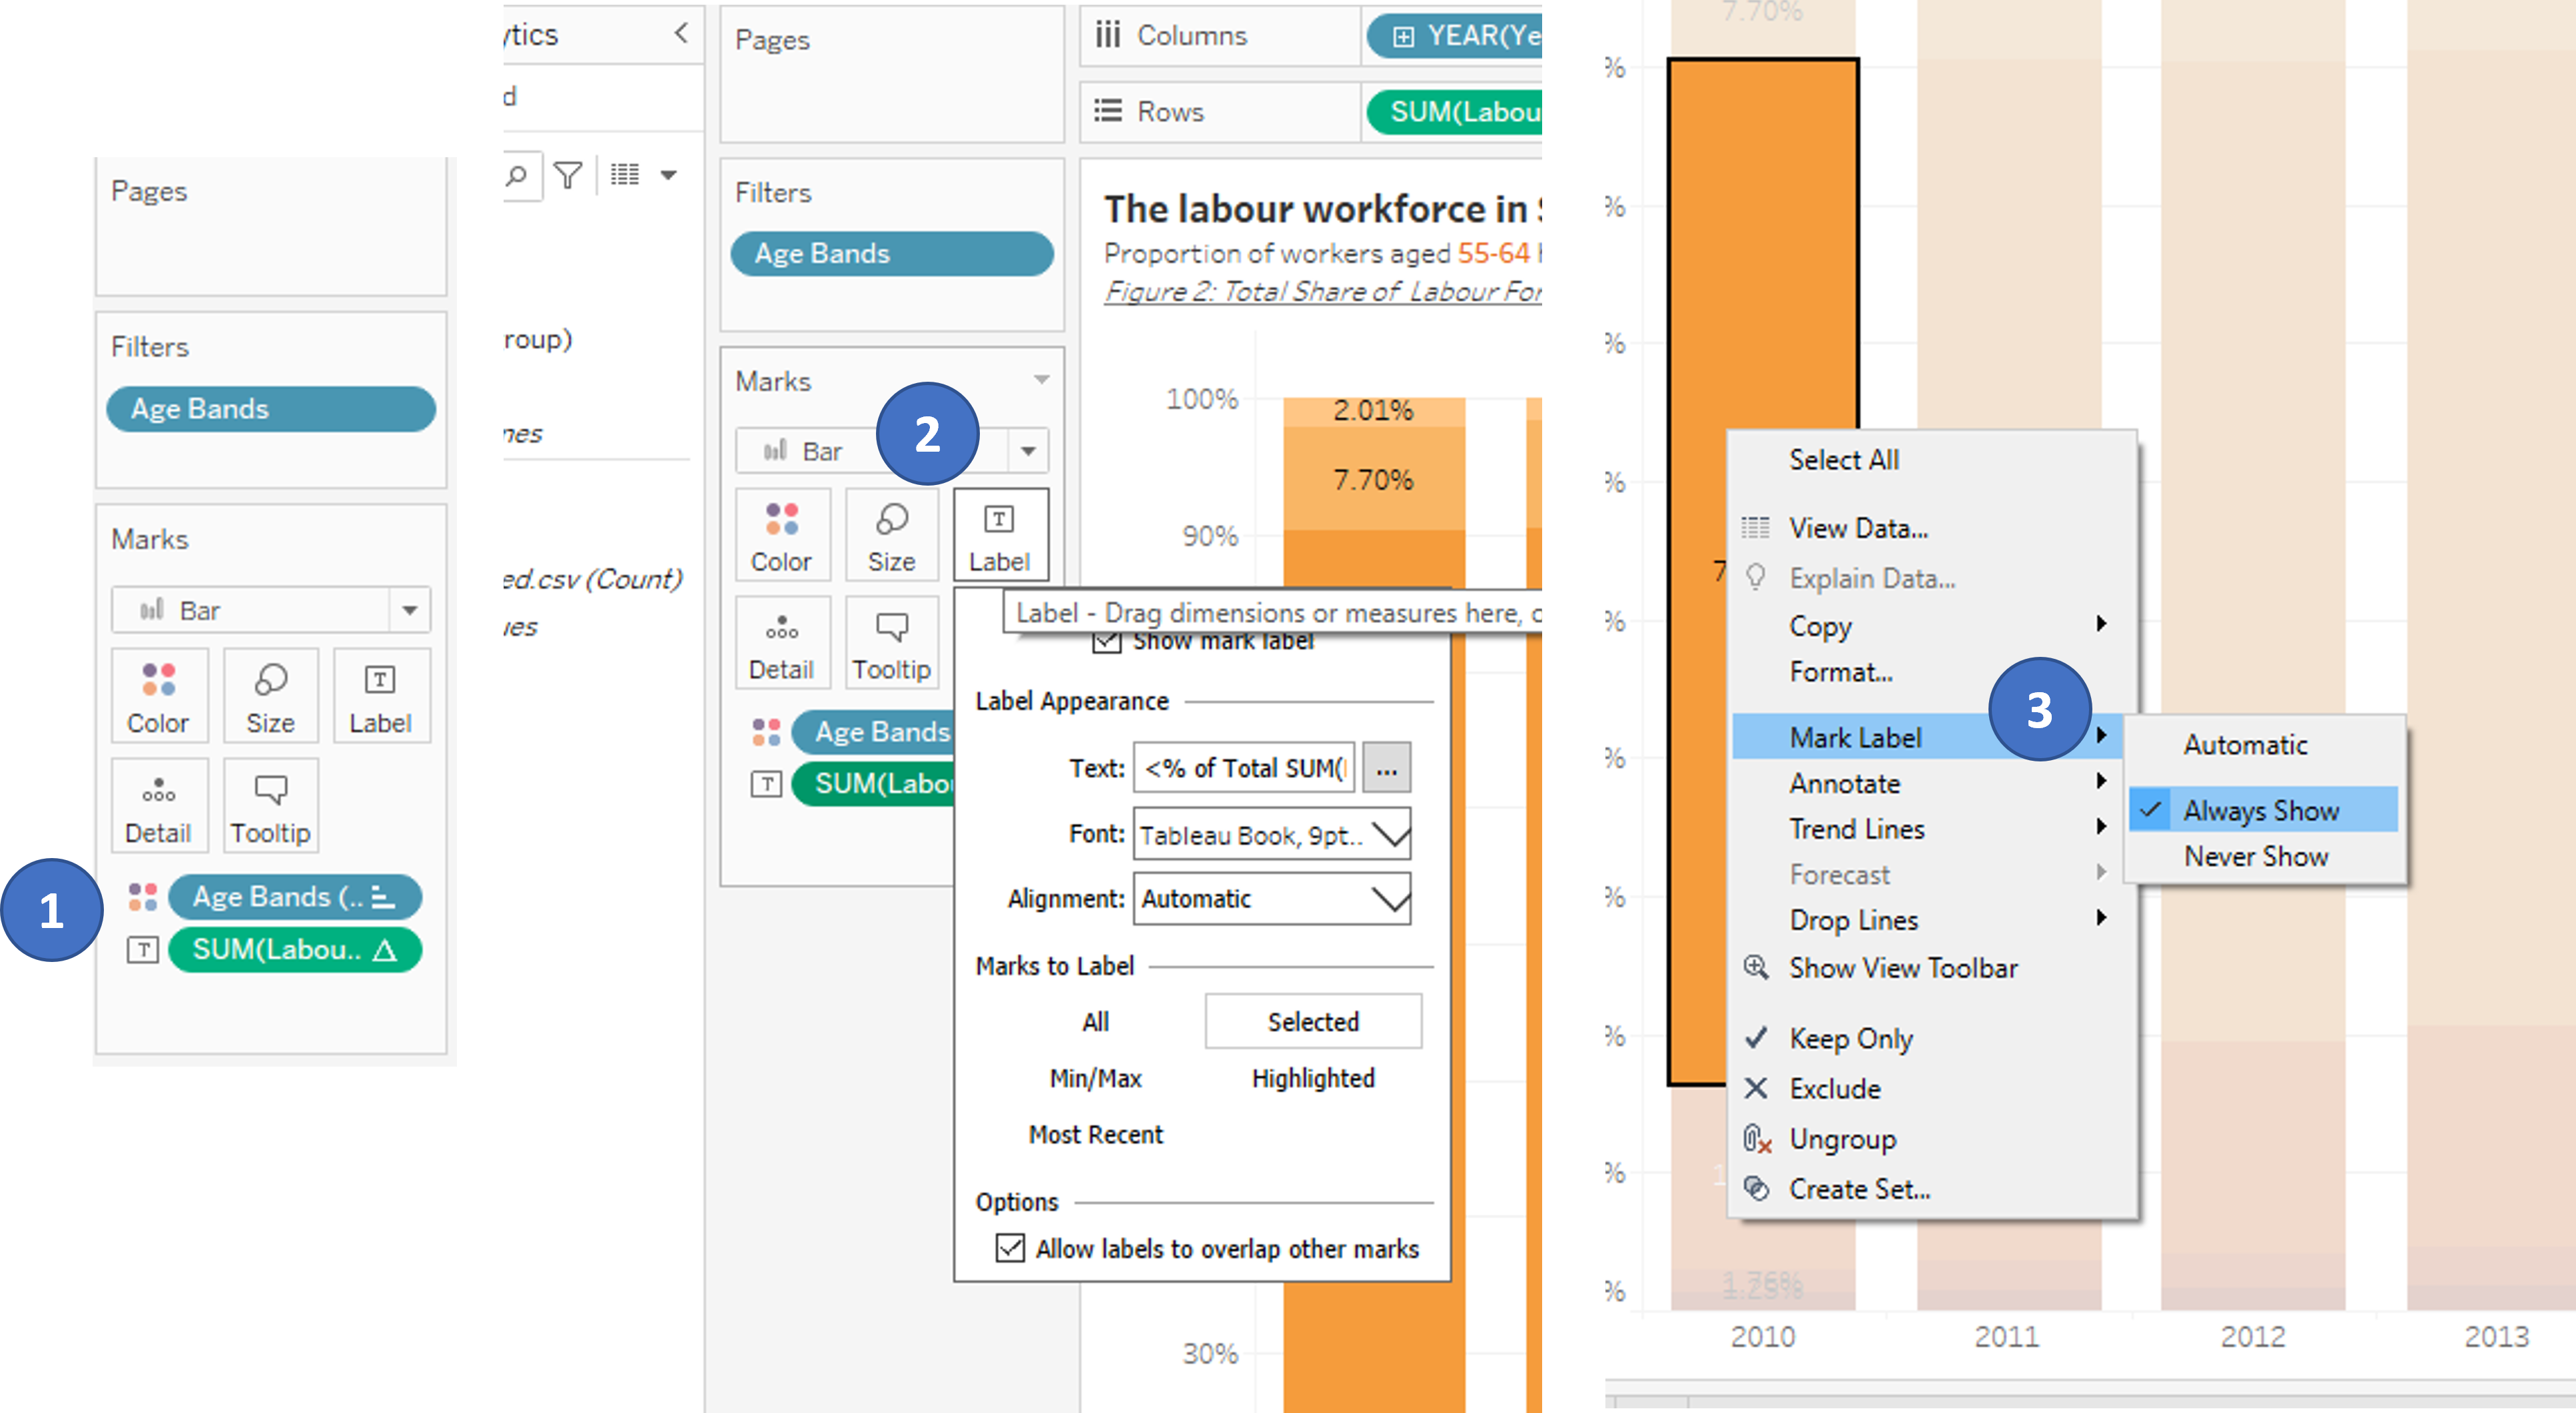 Pages
Filters
Age Bands
Marks
Bar
Color
Size
Label
Detail
Tooltip
1
Age Bands (..
SUM(Labou..
ytics
d
roup)
nes
ed.csv (Count)
ues
Pages
Filters
Age Bands
Marks
2
Bar
Color
Size
Label
Detail
Tooltip
Age Bands
SUM(Labo
Columns
YEAR(Ye
Rows
SUM(Labou
The labour workforce in
Proportion of workers aged 55-64
Figure 2: Total Share of Labour For
100%
2.01%
7.70%
90%
Label - Drag dimensions or measures here, o
Show mark label
Label Appearance
Text: <% of Total SUM( ...
Font: Tableau Book, 9pt..
Alignment: Automatic
Marks to Label
All
Selected
Min/Max
Highlighted
Most Recent
Options
Allow labels to overlap other marks
30%
7.70%
%
%
%
%
%
%
%
%
%
%
7
Select All
View Data...
Explain Data...
Copy
Format...
3
Mark Label
Annotate
Trend Lines
Forecast
Drop Lines
Show View Toolbar
Keep Only
Exclude
Ungroup
Create Set...
Automatic
Always Show
Never Show
1
2010
2011
2012
2013